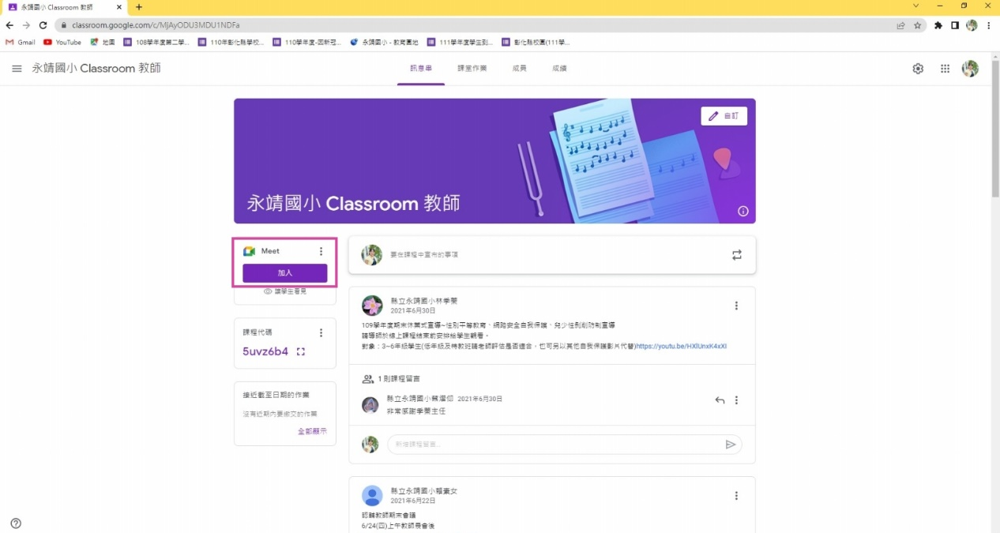 永靖國小 Classroom 教師
classroom.google.com/c/MjAyODU3MDU1NDFa
Gmail
YouTube
地圖
108學年度第二學...
110年彰化縣學校...
110學年度-因新冠...
永靖國小 - 教育園地
111學年度學生到...
彰化縣校園(111學...
永靖國小 Classroom 教師
訊息串
課堂作業
成員
成績
自訂
永靖國小 Classroom 教師
Meet
加入
讓學生看見
要在課程中宣布的事項
課程代碼
5uvz6b4
接近截至日期的作業
沒有近期內要繳交的作業
全部顯示
縣立永靖國小林季榮
2021年6月30日
109學年度期末休業式宣導~性別平等教育、網路安全自我保護、兒少性剝削防制宣導
請導師於線上課程結束前安排給學生觀看。
對象：3~6年級學生(低年級及特教班請老師評估是否適合，也可另以其他自我保護影片代替)https://youtu.be/HXlUnxK4xXI
1 則課程留言
縣立永靖國小蔡熠仰 2021年6月30日
非常感謝季榮主任
新增課程留言...
縣立永靖國小賴素女
2021年6月22日
認輔教師期末會議
6/24(四)上午教師晨會後